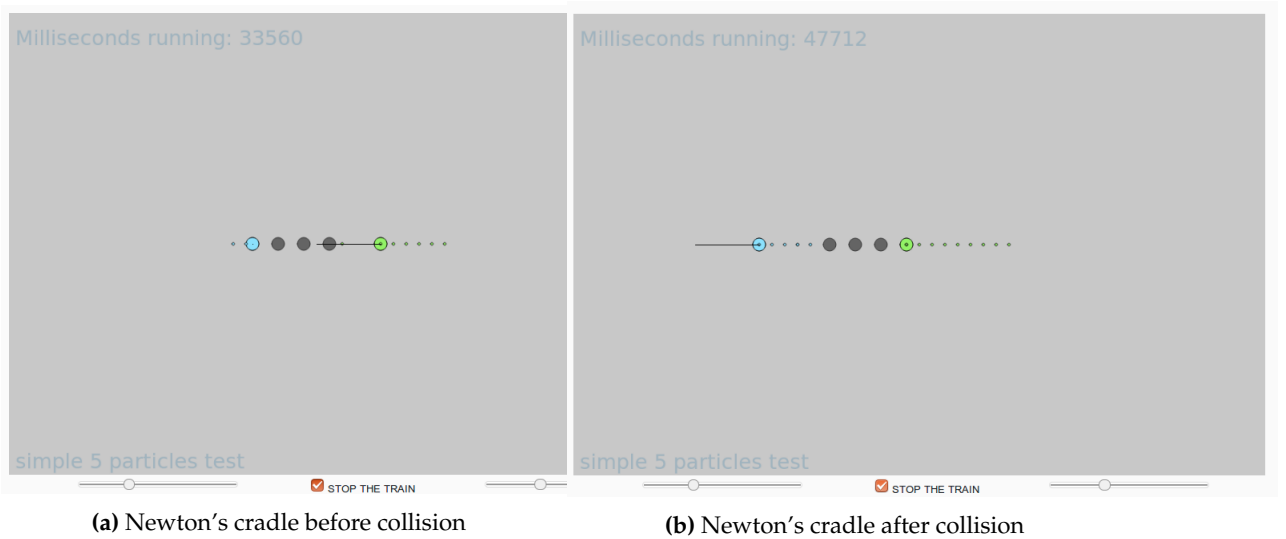 Milliseconds running: 33560
simple 5 particles test
STOP THE TRAIN
(a) Newton's cradle before collision
Milliseconds running: 47712
simple 5 particles test
STOP THE TRAIN
(b) Newton's cradle after collision